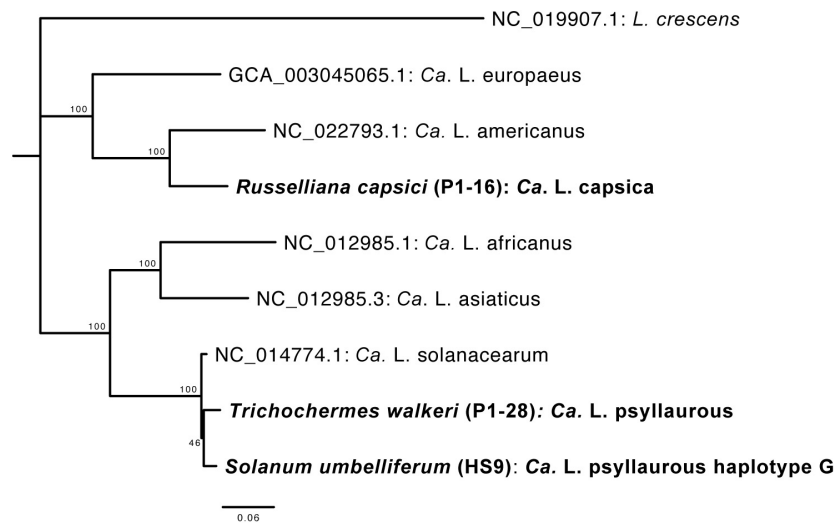 NC_019907.1: L. crescens
GCA_003045065.1: Ca. L. europaeus
100
NC_022793.1: Ca. L. americanus
100
Russelliana capsici (P1-16): Ca. L. capsica
NC_012985.1: Ca. L. africanus
100
NC_012985.3: Ca. L. asiaticus
100
NC_014774.1: Ca. L. solanacearum
100
Trichochermes walkeri (P1-28): Ca. L. psyllaurous
46
Solanum umbelliferum (HS9): Ca. L. psyllaurous haplotype G
0.06